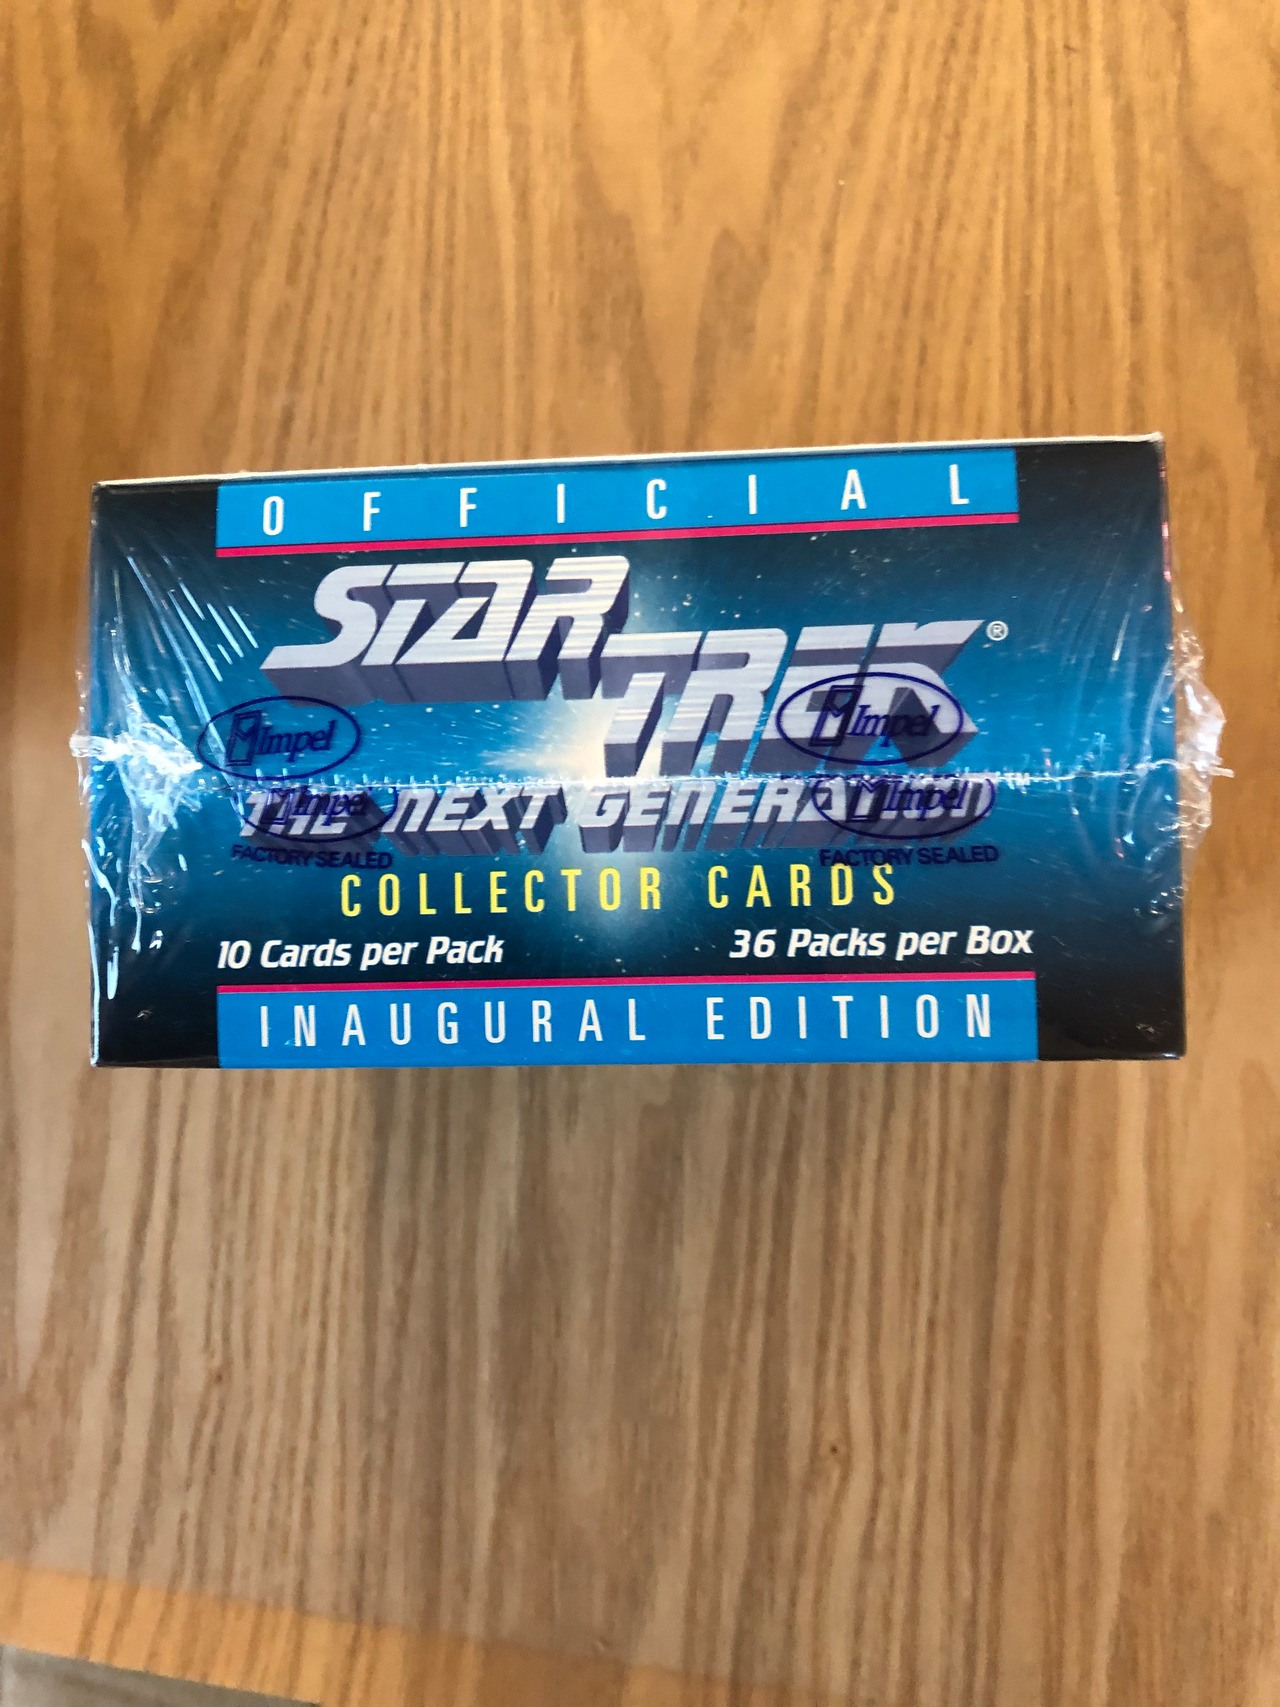 OFFICIAL
STAR
TREK®
Impel Impel
THE NEXT GENERATION
Impel Impel
FACTORY SEALED FACTORY SEALED
COLLECTOR CARDS
10 Cards per Pack 36 Packs per Box
INAUGURAL EDITION